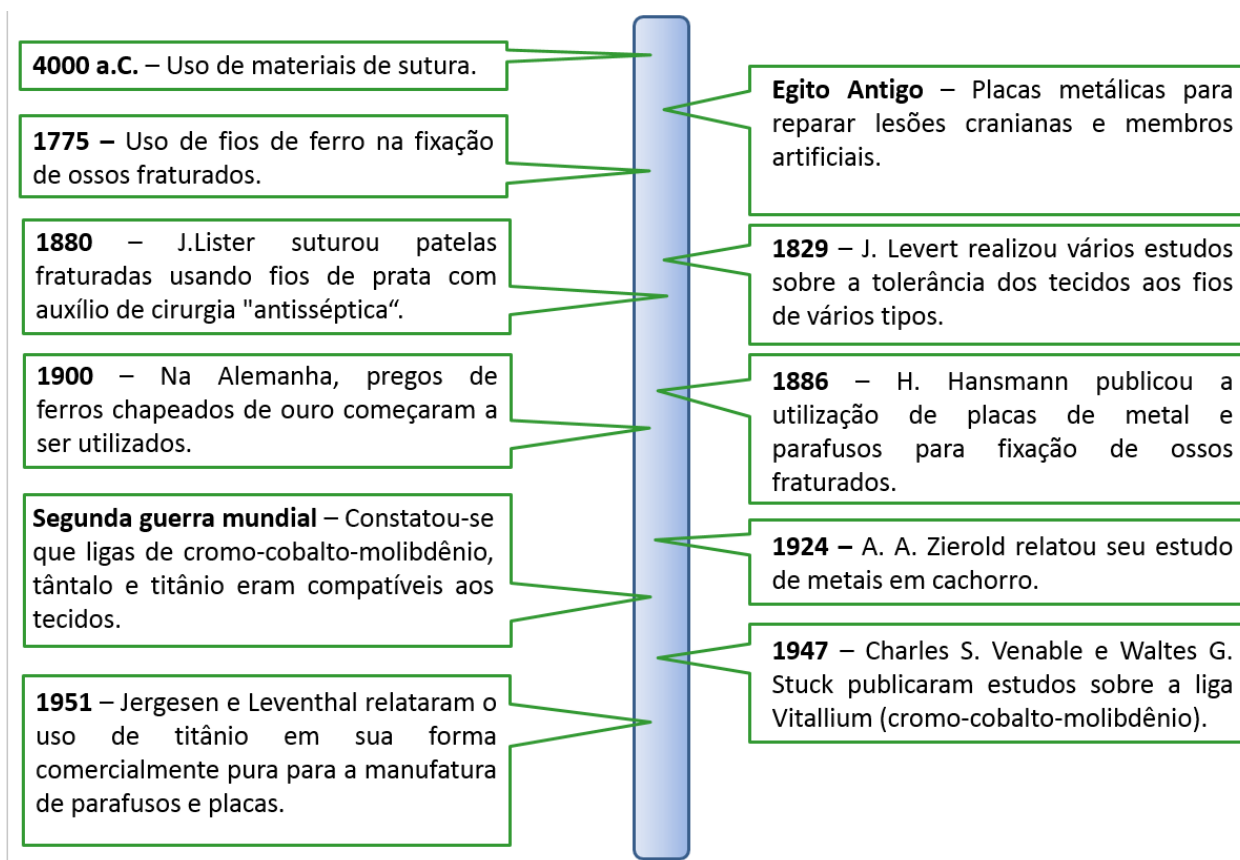 4000 a.C. – Uso de materiais de sutura.
Egito Antigo – Placas metálicas para
reparar lesões cranianas e membros
artificiais.
1775 – Uso de fios de ferro na fixação
de ossos fraturados.
1829 – J. Levert realizou vários estudos
sobre a tolerância dos tecidos aos fios
de vários tipos.
1880 – J.Lister suturou patelas
fraturadas usando fios de prata com
auxílio de cirurgia "antisséptica“.
1886 – H. Hansmann publicou a
utilização de placas de metal e
parafusos para fixação de ossos
fraturados.
1900 – Na Alemanha, pregos de
ferros chapeados de ouro começaram a
ser utilizados.
1924 – A. A. Zierold relatou seu estudo
de metais em cachorro.
Segunda guerra mundial – Constatou-se
que ligas de cromo-cobalto-molibdênio,
tântalo e titânio eram compatíveis aos
tecidos.
1947 – Charles S. Venable e Waltes G.
Stuck publicaram estudos sobre a liga
Vitallium (cromo-cobalto-molibdênio).
1951 – Jergesen e Leventhal relataram o
uso de titânio em sua forma
comercialmente pura para a manufatura
de parafusos e placas.